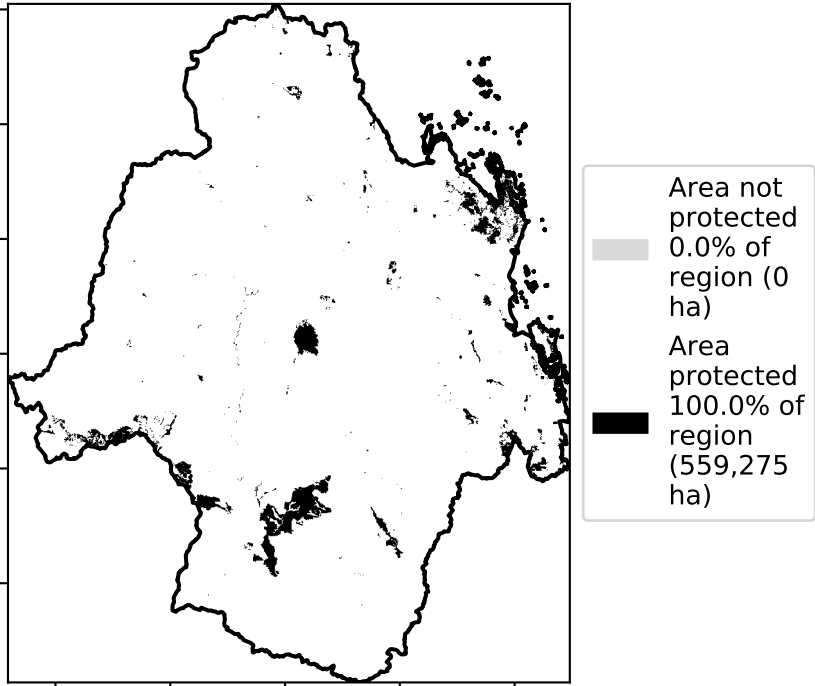 Area not
protected
0.0% of
region (0
ha)
Area
protected
100.0% of
region
(559,275
ha)